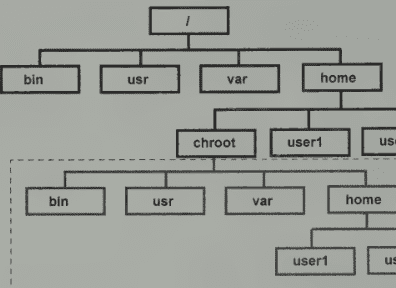 /
bin usr var home
chroot user1
bin usr var home
user1